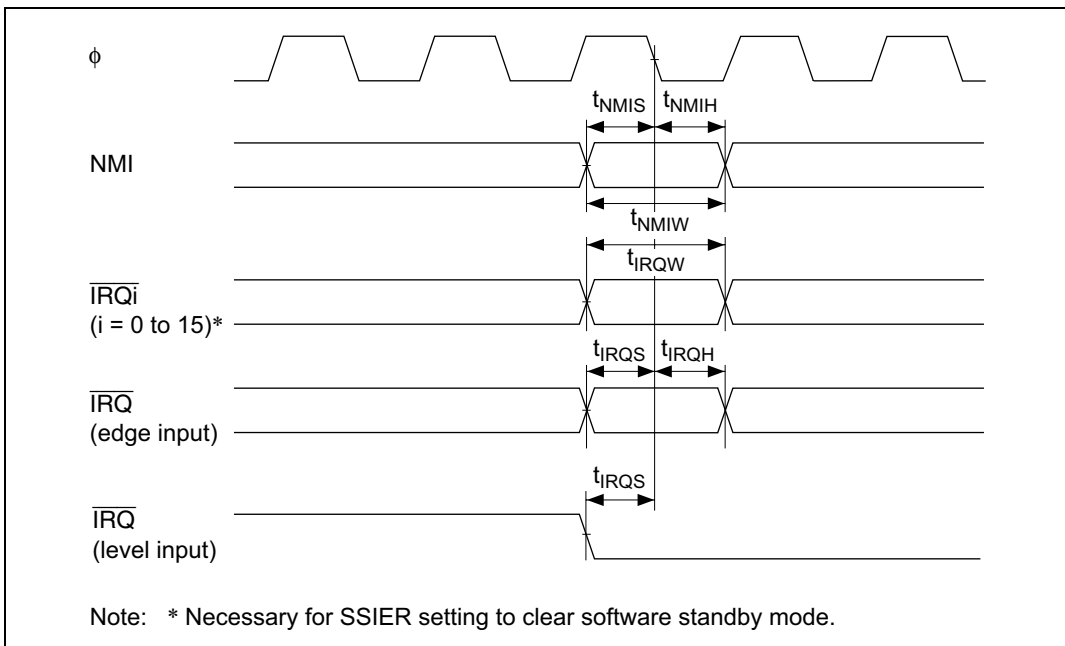 ϕ
tNMIS tNMIH
NMI
tNMIW
tIRQW
IRQi
(i = 0 to 15)*
tIRQS tIRQH
IRQ
(edge input)
tIRQS
IRQ
(level input)
Note: * Necessary for SSIER setting to clear software standby mode.